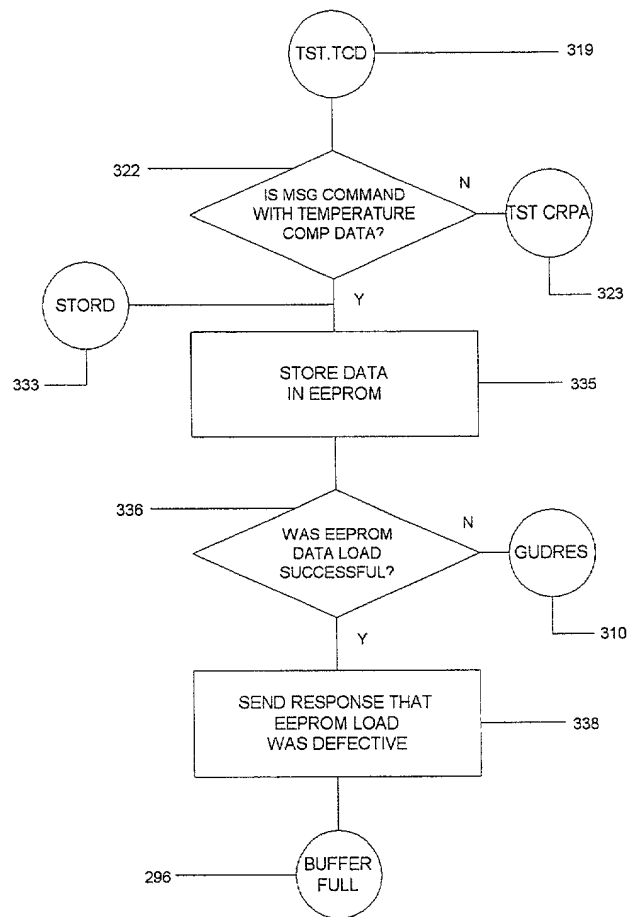 TST.TCD
319
322
IS MSG COMMAND
WITH TEMPERATURE
COMP DATA?
N
TST CRPA
323
Y
STORD
333
STORE DATA
IN EEPROM
335
336
WAS EEPROM
DATA LOAD
SUCCESSFUL?
N
GUDRES
310
Y
SEND RESPONSE THAT
EEPROM LOAD
WAS DEFECTIVE
338
BUFFER
FULL
296